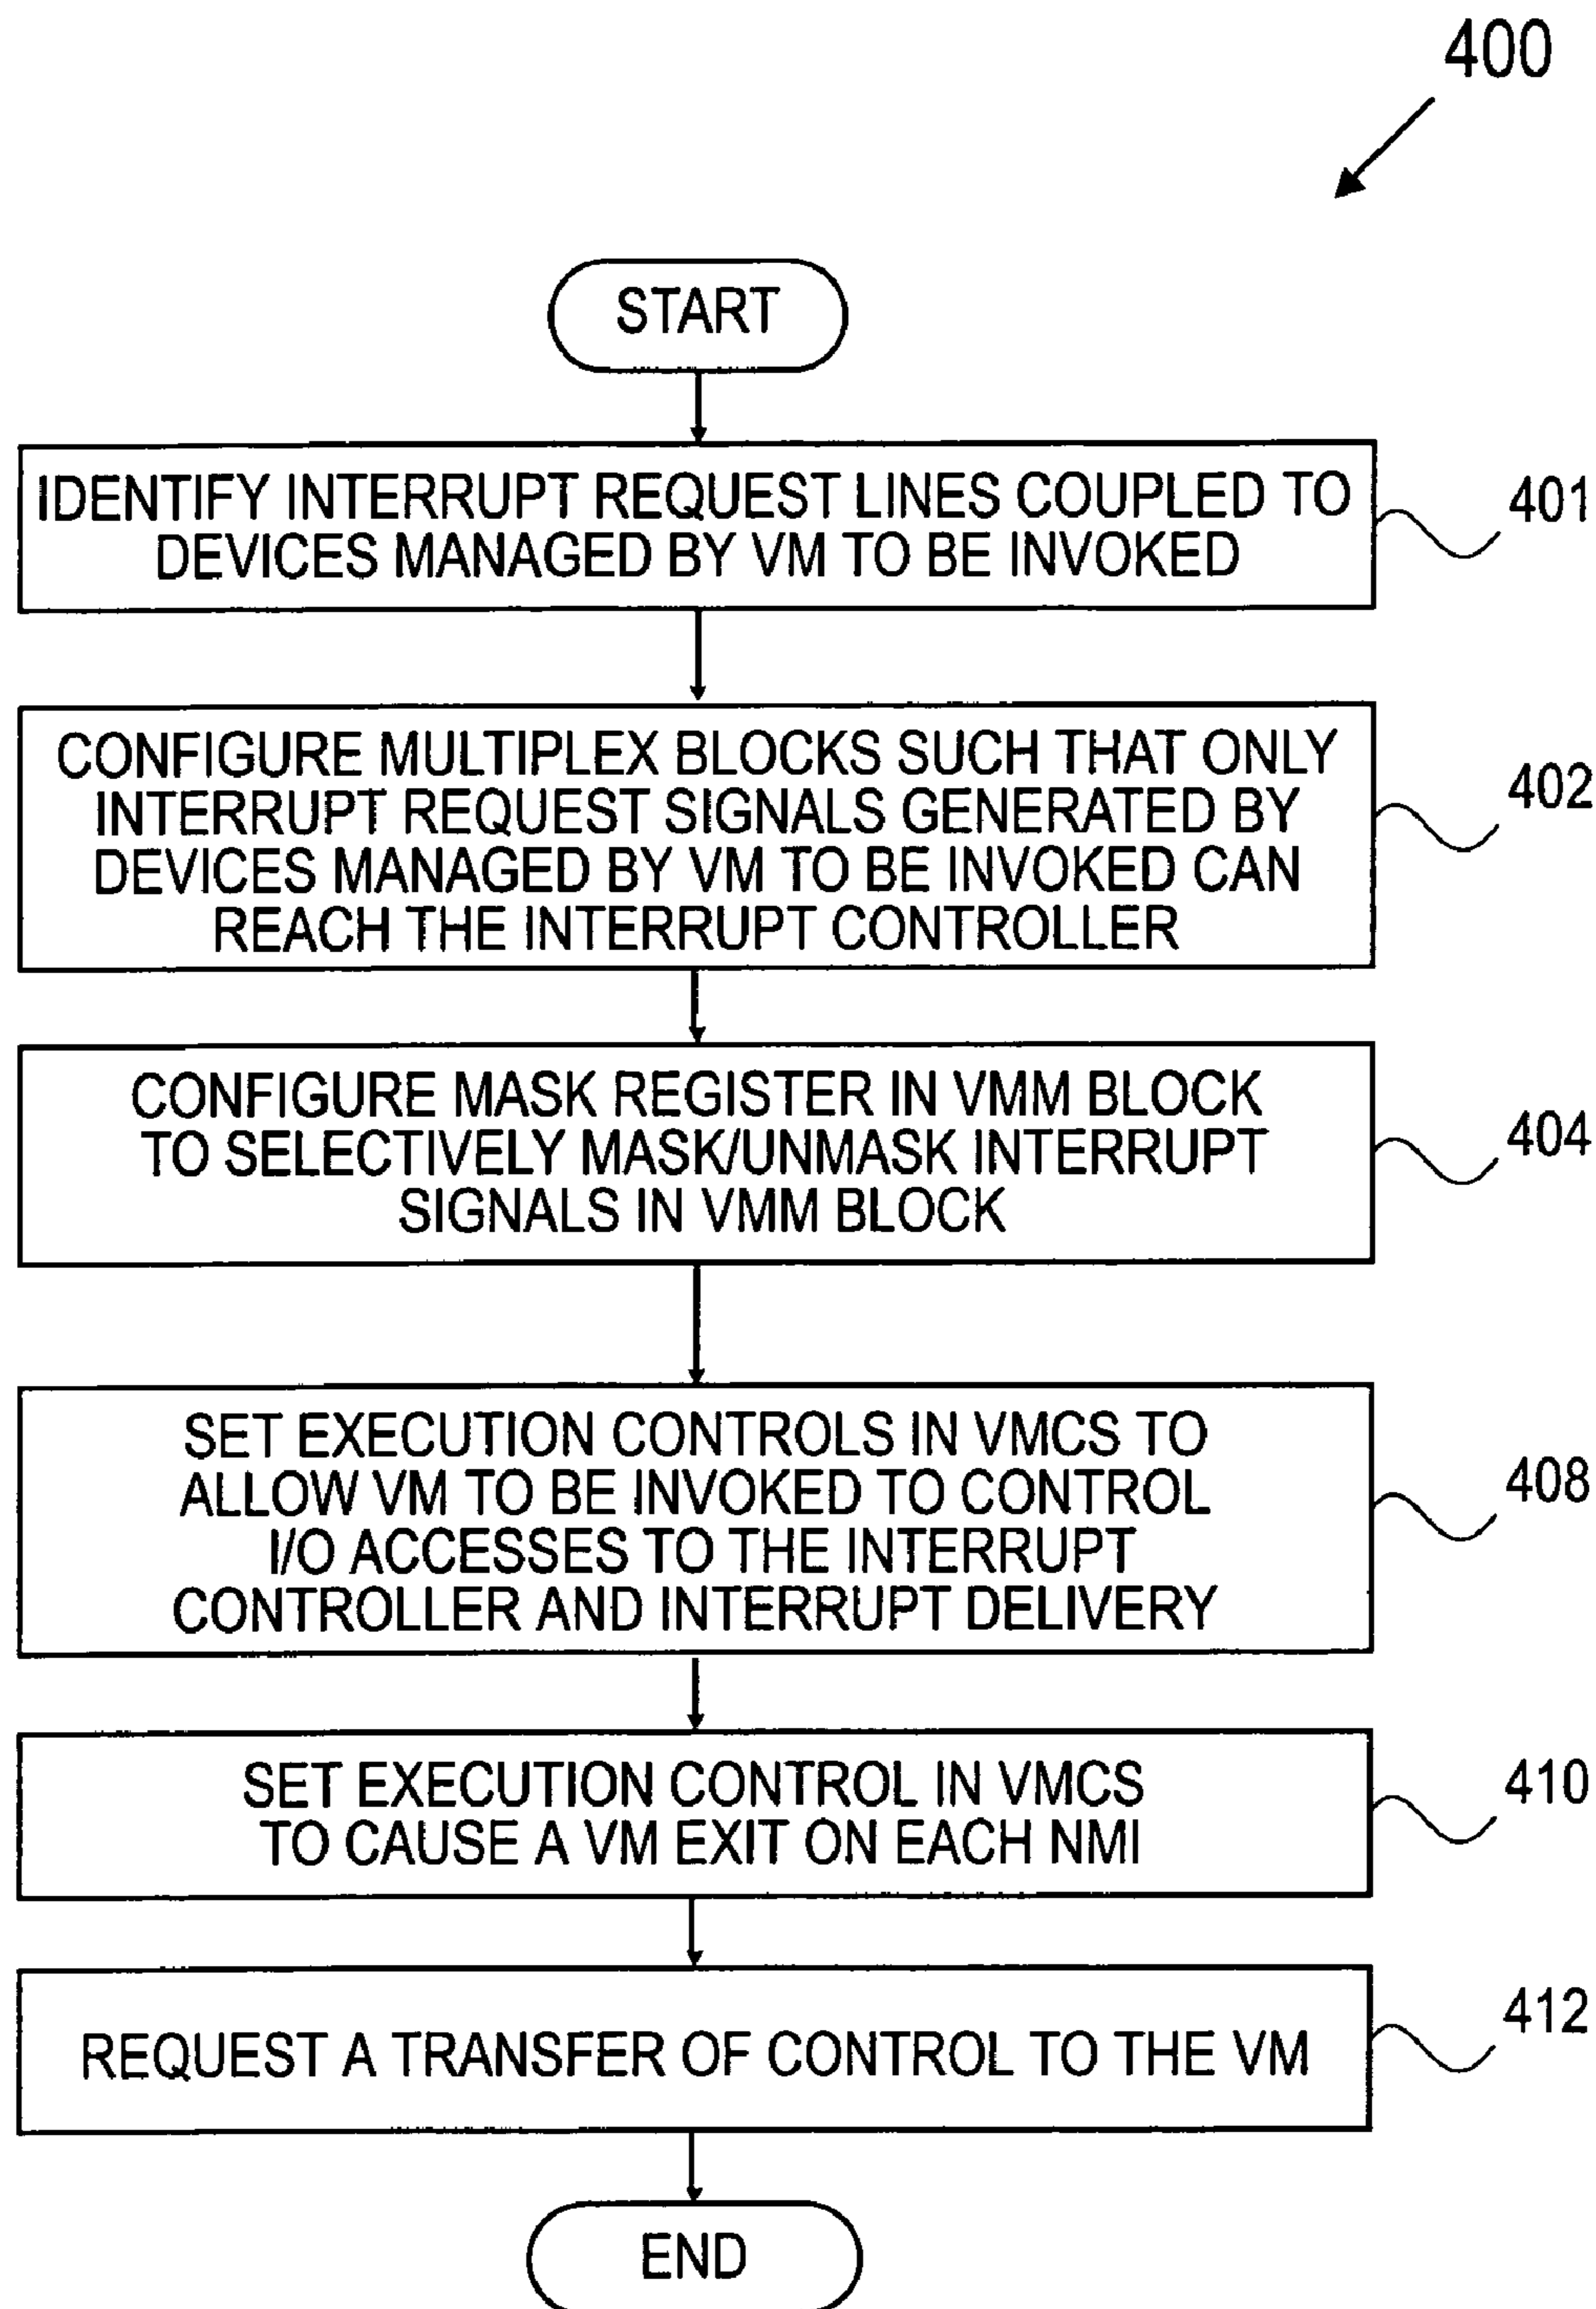 400
START
IDENTIFY INTERRUPT REQUEST LINES COUPLED TO
DEVICES MANAGED BY VM TO BE INVOKED
401
CONFIGURE MULTIPLEX BLOCKS SUCH THAT ONLY
INTERRUPT REQUEST SIGNALS GENERATED BY
DEVICES MANAGED BY VM TO BE INVOKED CAN
REACH THE INTERRUPT CONTROLLER
402
CONFIGURE MASK REGISTER IN VMM BLOCK
TO SELECTIVELY MASK/UNMASK INTERRUPT
SIGNALS IN VMM BLOCK
404
SET EXECUTION CONTROLS IN VMCS TO
ALLOW VM TO BE INVOKED TO CONTROL
I/O ACCESSES TO THE INTERRUPT
CONTROLLER AND INTERRUPT DELIVERY
408
SET EXECUTION CONTROL IN VMCS
TO CAUSE A VM EXIT ON EACH NMI
410
REQUEST A TRANSFER OF CONTROL TO THE VM
412
END